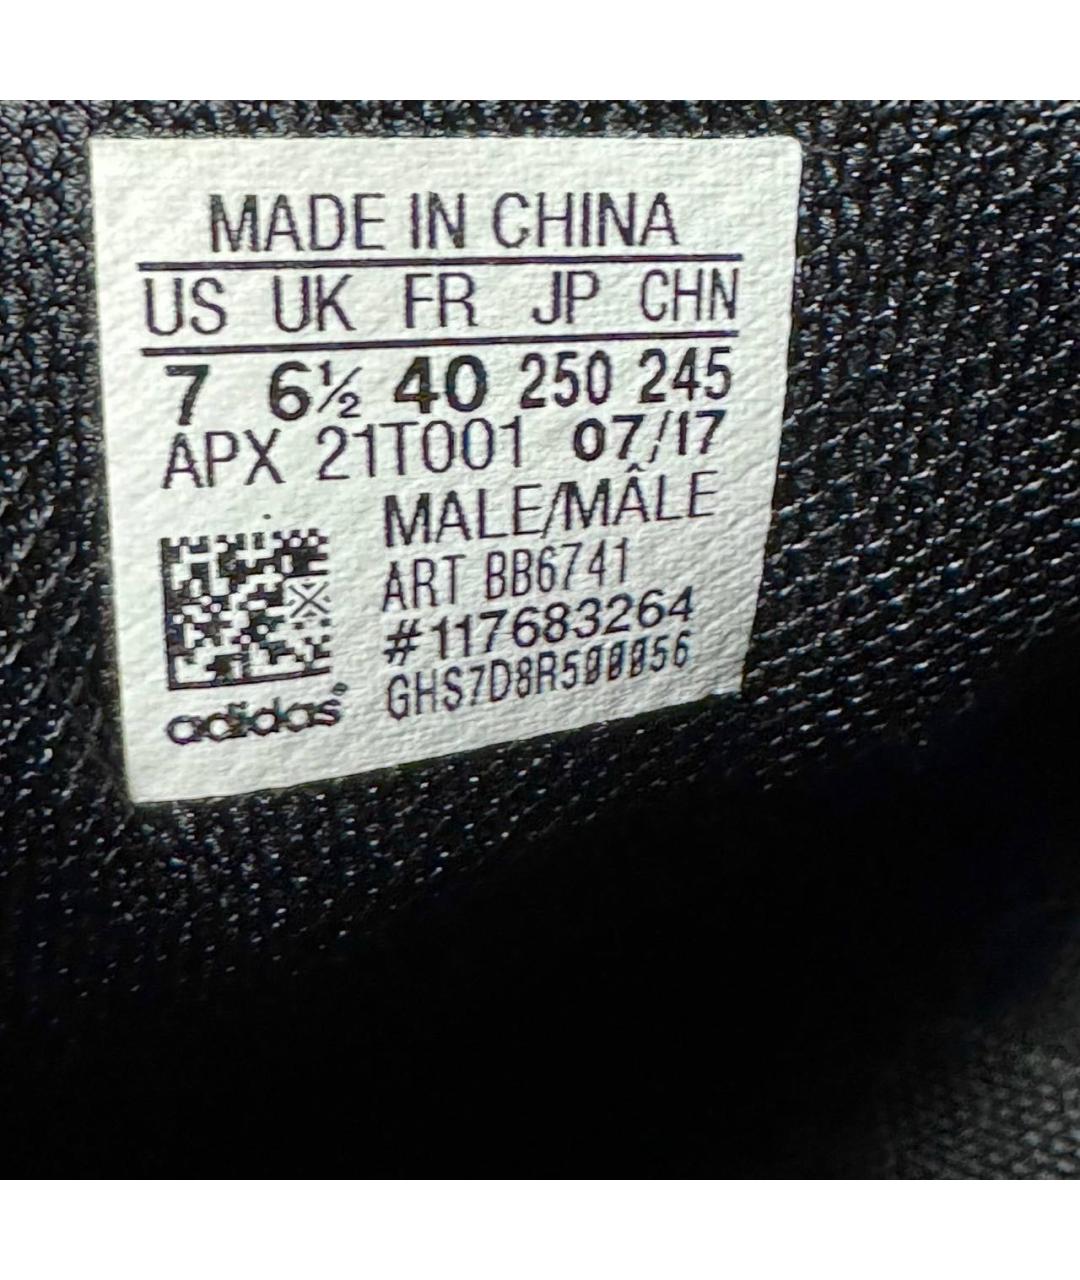 MADE IN CHINA
US UK FR JP CHN
7 6½ 40 250 245
APX 21T001 07/17
MALE/MÂLE
ART BB6741
#117683264
GHS7D8R500056
adidas®